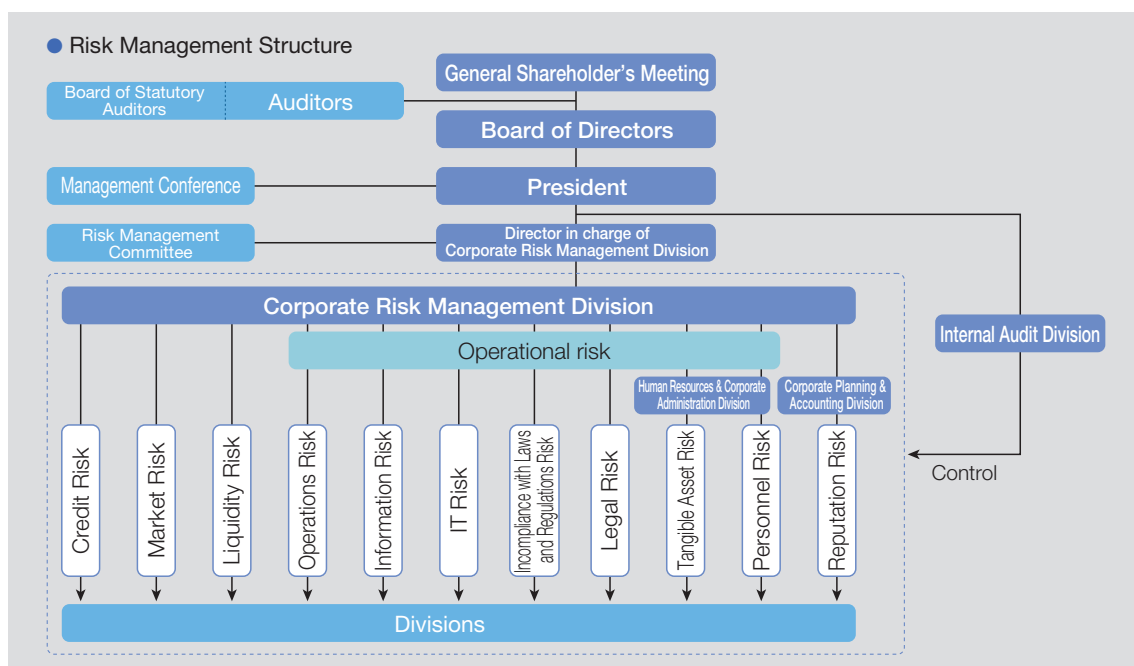 Risk Management Structure
General Shareholder's Meeting
Board of Statutory
Auditors
Auditors
Board of Directors
Management Conference
President
Risk Management
Committee
Director in charge of
Corporate Risk Management Division
Corporate Risk Management Division
Internal Audit Division
Operational risk
Human Resources & Corporate
Administration Division
Corporate Planning &
Accounting Division
Credit Risk
Market Risk
Liquidity Risk
Operations Risk
Information Risk
IT Risk
Incompliance with Laws
and Regulations Risk
Legal Risk
Tangible Asset Risk
Personnel Risk
Reputation Risk
Control
Divisions